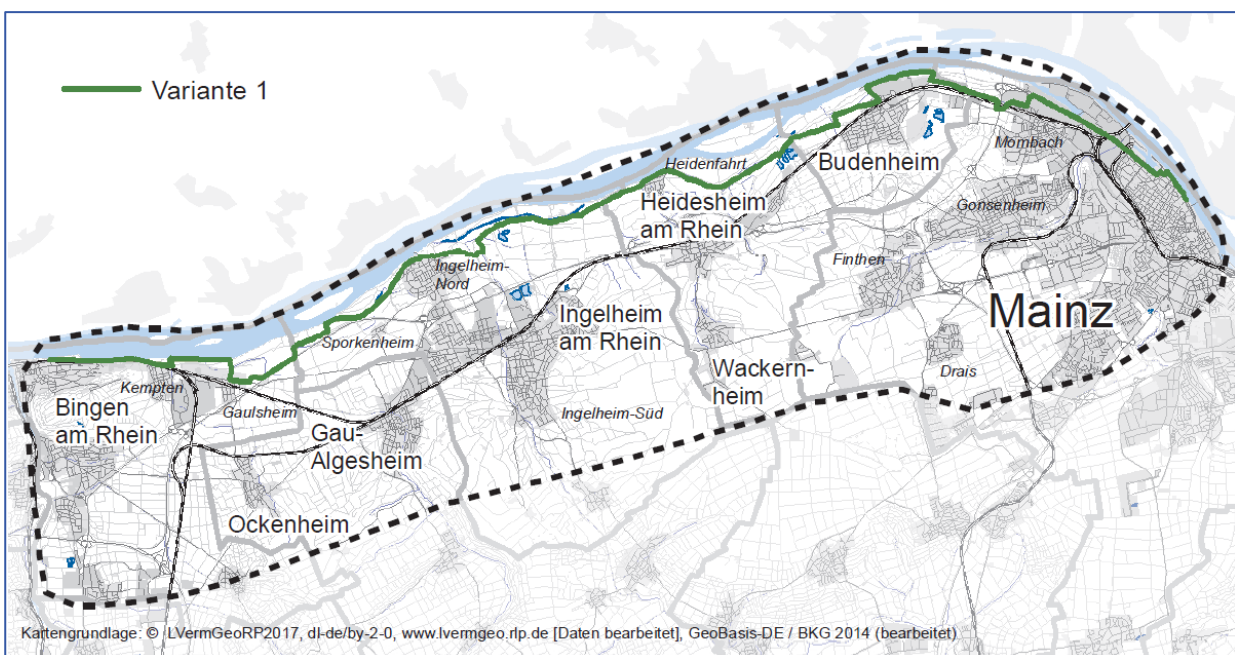 Variante 1
Mombach
Heidenfahrt
Budenheim
Heidesheim
am Rhein
Gonsenheim
Finthen
Ingelheim-
Nord
Ingelheim
am Rhein
Mainz
Sporkenheim
Wackern-
heim
Drais
Kempten
Gaulsheim
Bingen
am Rhein
Ingelheim-Süd
Gau-
Algesheim
Ockenheim
Kartengrundlage: © LVermGeoRP2017, dl-de/by-2-0, www.lvermgeo.rlp.de [Daten bearbeitet], GeoBasis-DE / BKG 2014 (bearbeitet)